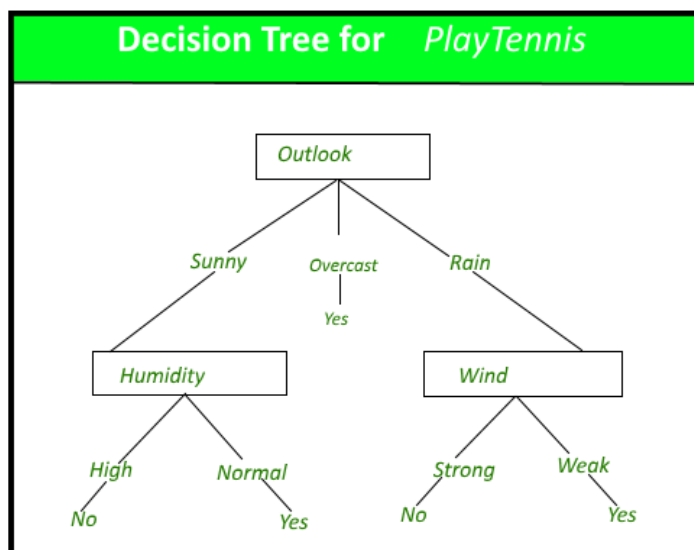 Decision Tree for PlayTennis
Outlook
Sunny Overcast Rain
Yes
Humidity Wind
High Normal Strong Weak
No Yes No Yes